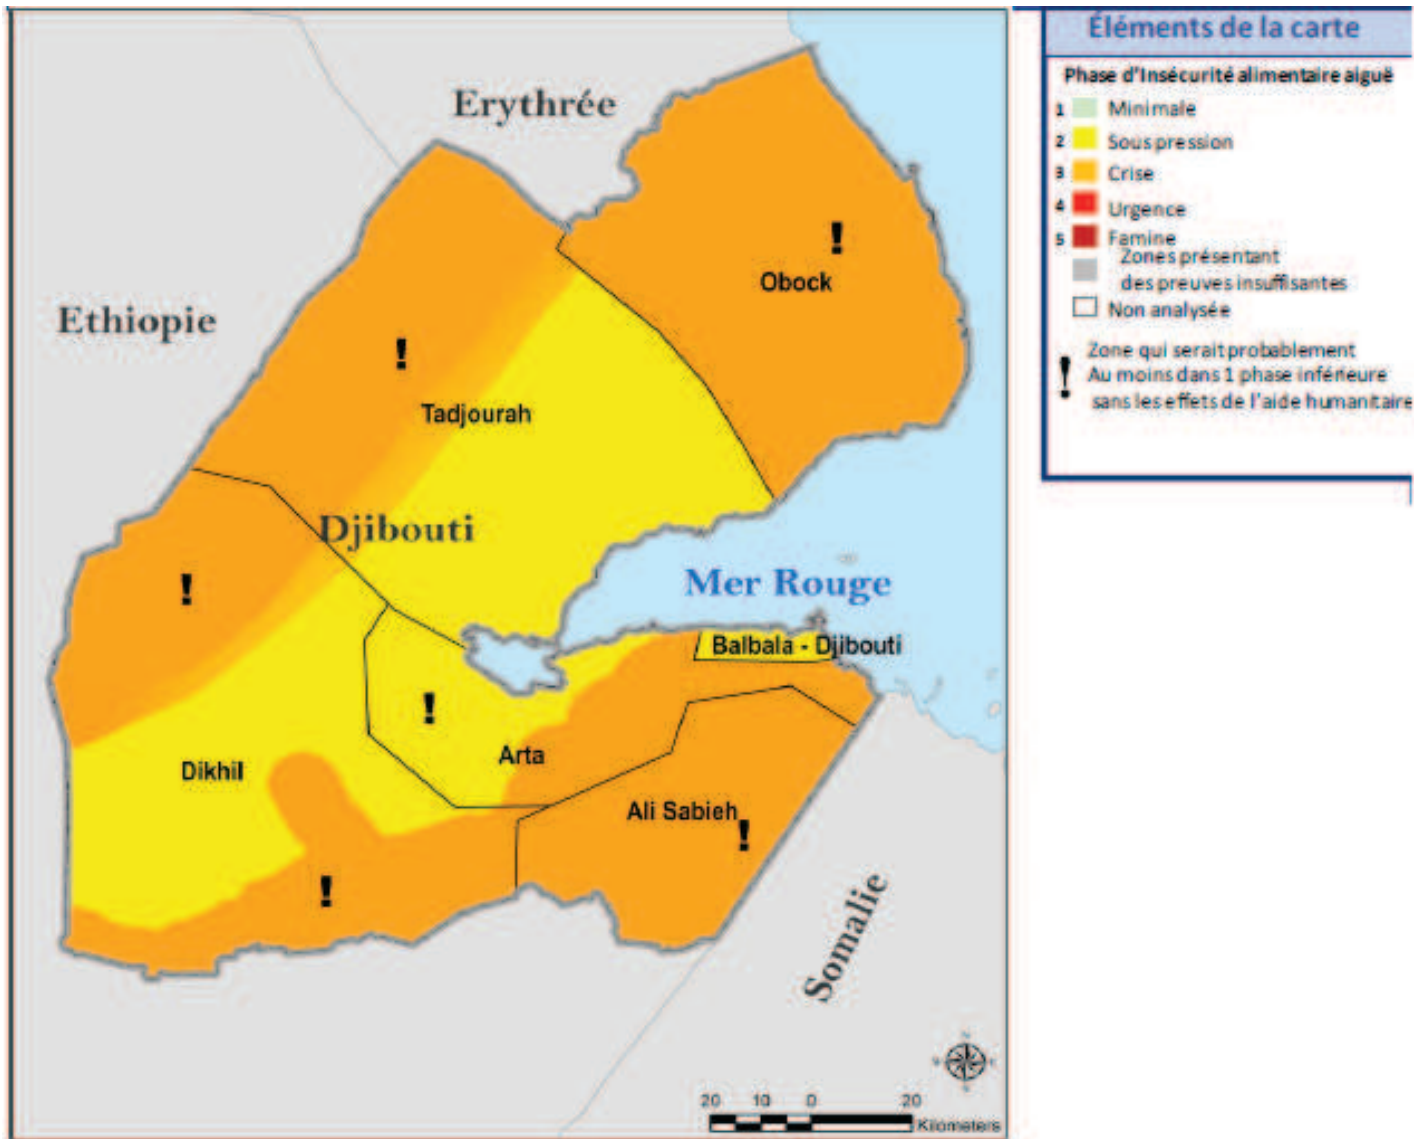 Erythrée
!
Obock
Ethiopie
!
Tadjourah
Djibouti
!
Mer Rouge
Balbala - Djibouti
!
Arta
Dikhil
Ali Sabieh
!
!
Somalie
N
20 10 0 20
Kilometers
Éléments de la carte
Phase d'Insécurité alimentaire aiguë
1 Minimale
2 Sous pression
3 Crise
4 Urgence
5 Famine
Zones présentant
des preuves insuffisantes
Non analysée
! Zone qui serait probablement
Au moins dans 1 phase inférieure
sans les effets de l'aide humanitaire